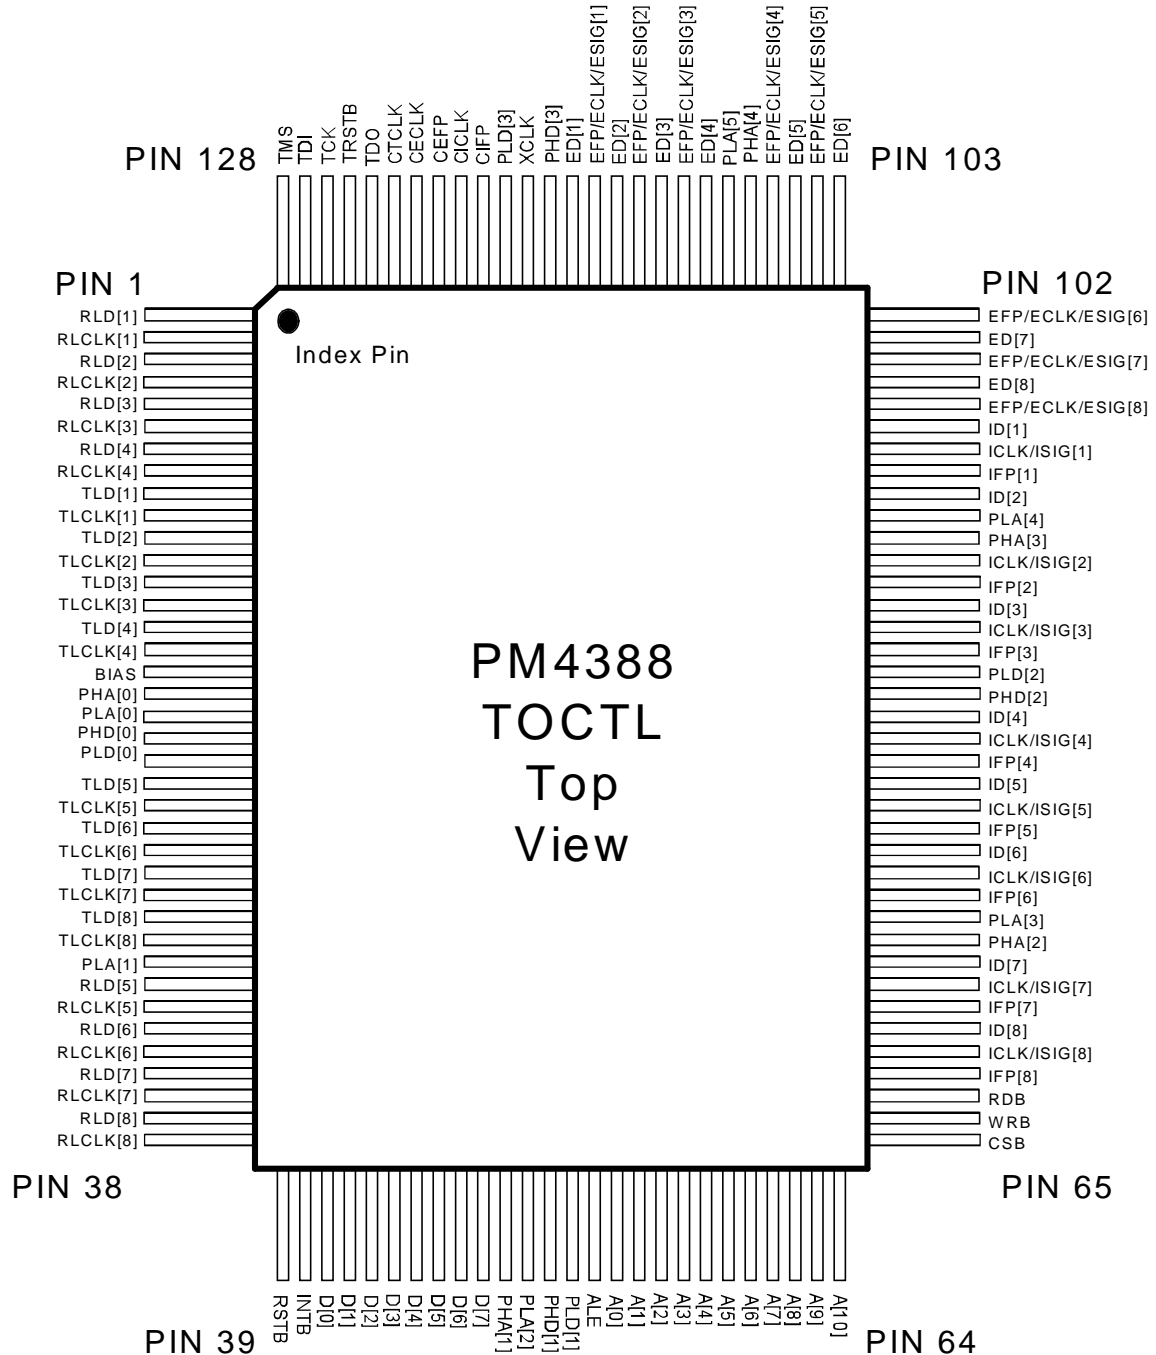 TMS
TDI
TCK
TRSTB
TDO
CTCLK
CECLK
CEFP
CICLK
CIFP
PLD[3]
XCLK
PHD[3]
ED[1]
EFP/ECLK/ESIG[1]
ED[2]
EFP/ECLK/ESIG[2]
ED[3]
EFP/ECLK/ESIG[3]
ED[4]
PLA[5]
PHA[4]
EFP/ECLK/ESIG[4]
ED[5]
EFP/ECLK/ESIG[5]
ED[6]
PIN 128
PIN 103
PIN 1
RLD[1]
RLCLK[1]
RLD[2]
RLCLK[2]
RLD[3]
RLCLK[3]
RLD[4]
RLCLK[4]
TLD[1]
TLCLK[1]
TLD[2]
TLCLK[2]
TLD[3]
TLCLK[3]
TLD[4]
TLCLK[4]
BIAS
PHA[0]
PLA[0]
PHD[0]
PLD[0]
TLD[5]
TLCLK[5]
TLD[6]
TLCLK[6]
TLD[7]
TLCLK[7]
TLD[8]
TLCLK[8]
PLA[1]
RLD[5]
RLCLK[5]
RLD[6]
RLCLK[6]
RLD[7]
RLCLK[7]
RLD[8]
RLCLK[8]
PIN 38
Index Pin
PM4388
TOCTL
Top
View
PIN 102
EFP/ECLK/ESIG[6]
ED[7]
EFP/ECLK/ESIG[7]
ED[8]
EFP/ECLK/ESIG[8]
ID[1]
ICLK/ISIG[1]
IFP[1]
ID[2]
PLA[4]
PHA[3]
ICLK/ISIG[2]
IFP[2]
ID[3]
ICLK/ISIG[3]
IFP[3]
PLD[2]
PHD[2]
ID[4]
ICLK/ISIG[4]
IFP[4]
ID[5]
ICLK/ISIG[5]
IFP[5]
ID[6]
ICLK/ISIG[6]
IFP[6]
PLA[3]
PHA[2]
ID[7]
ICLK/ISIG[7]
IFP[7]
ID[8]
ICLK/ISIG[8]
IFP[8]
RDB
WRB
CSB
PIN 65
PIN 39
RSTB
INTB
D[0]
D[1]
D[2]
D[3]
D[4]
D[5]
D[6]
D[7]
PHA[1]
PLA[2]
PHD[1]
PLD[1]
ALE
A[0]
A[1]
A[2]
A[3]
A[4]
A[5]
A[6]
A[7]
A[8]
A[9]
A[10]
PIN 64